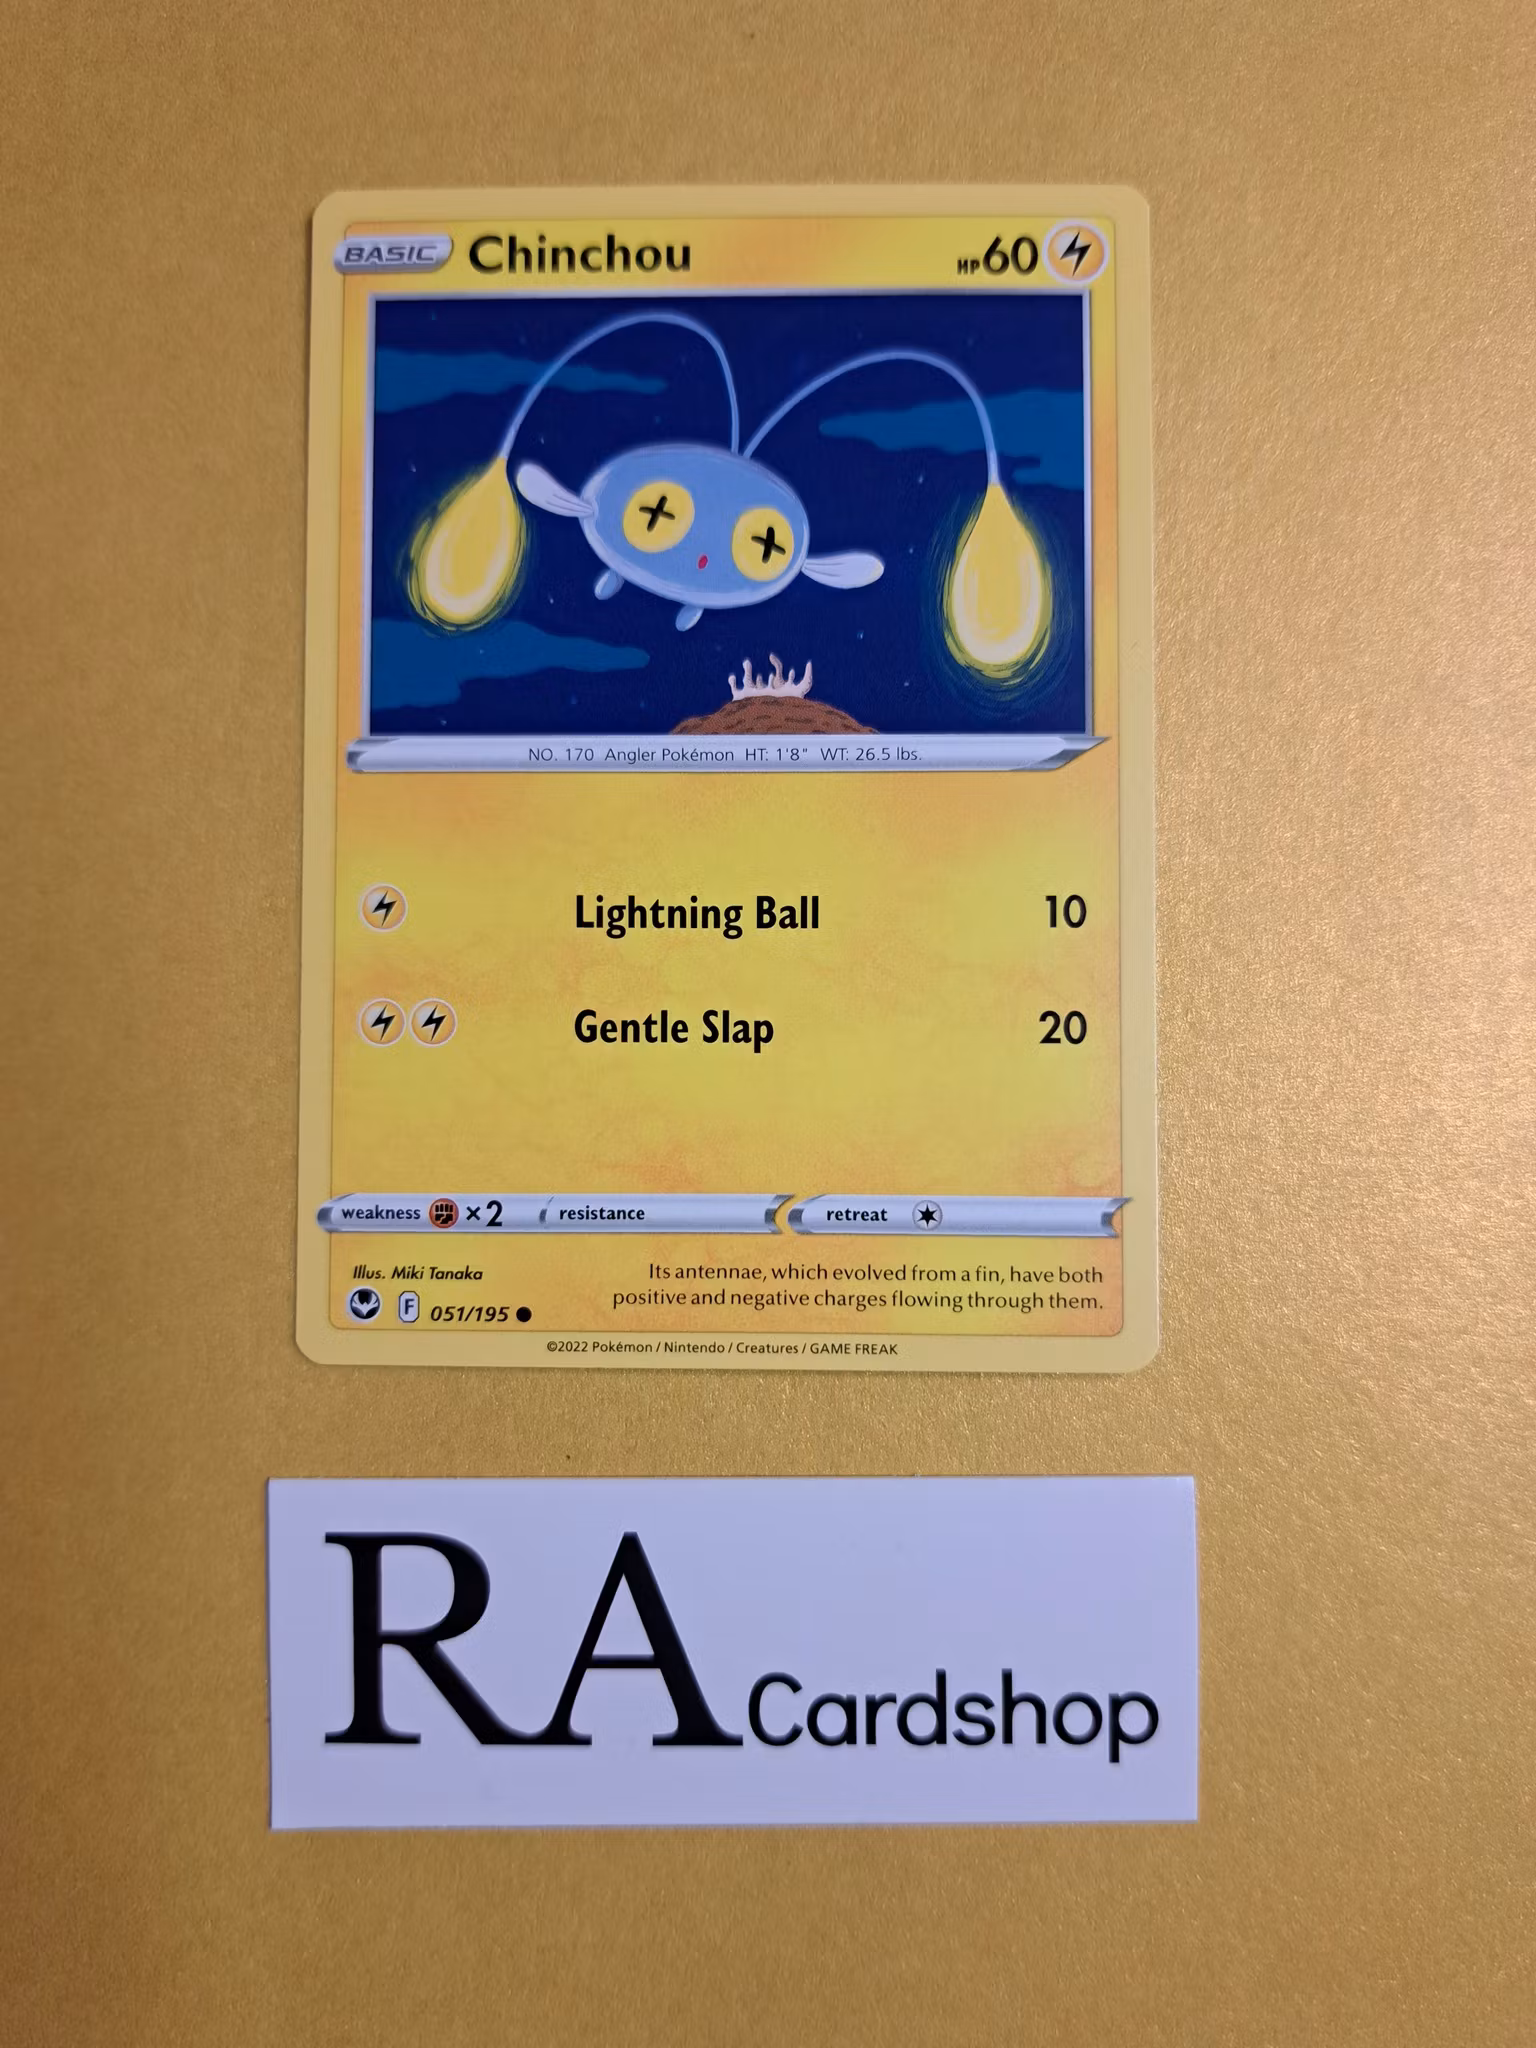 BASIC Chinchou HP60
NO. 170 Angler Pokémon HT: 1'8" WT: 26.5 lbs.
Lightning Ball 10
Gentle Slap 20
weakness ×2 resistance retreat
Illus. Miki Tanaka
Its antennae, which evolved from a fin, have both
positive and negative charges flowing through them.
F 051/195
©2022 Pokémon / Nintendo / Creatures / GAME FREAK
RA Cardshop